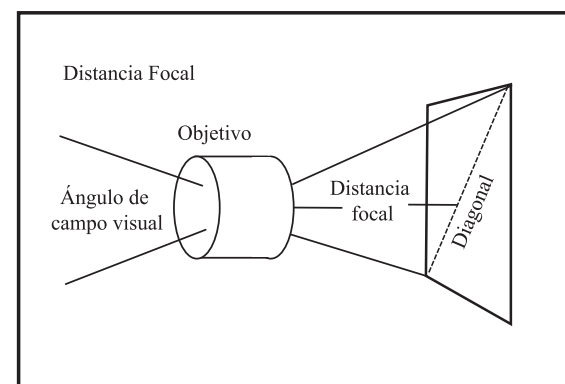 Distancia Focal
Objetivo
Ángulo de
campo visual
Distancia
focal
Diagonal